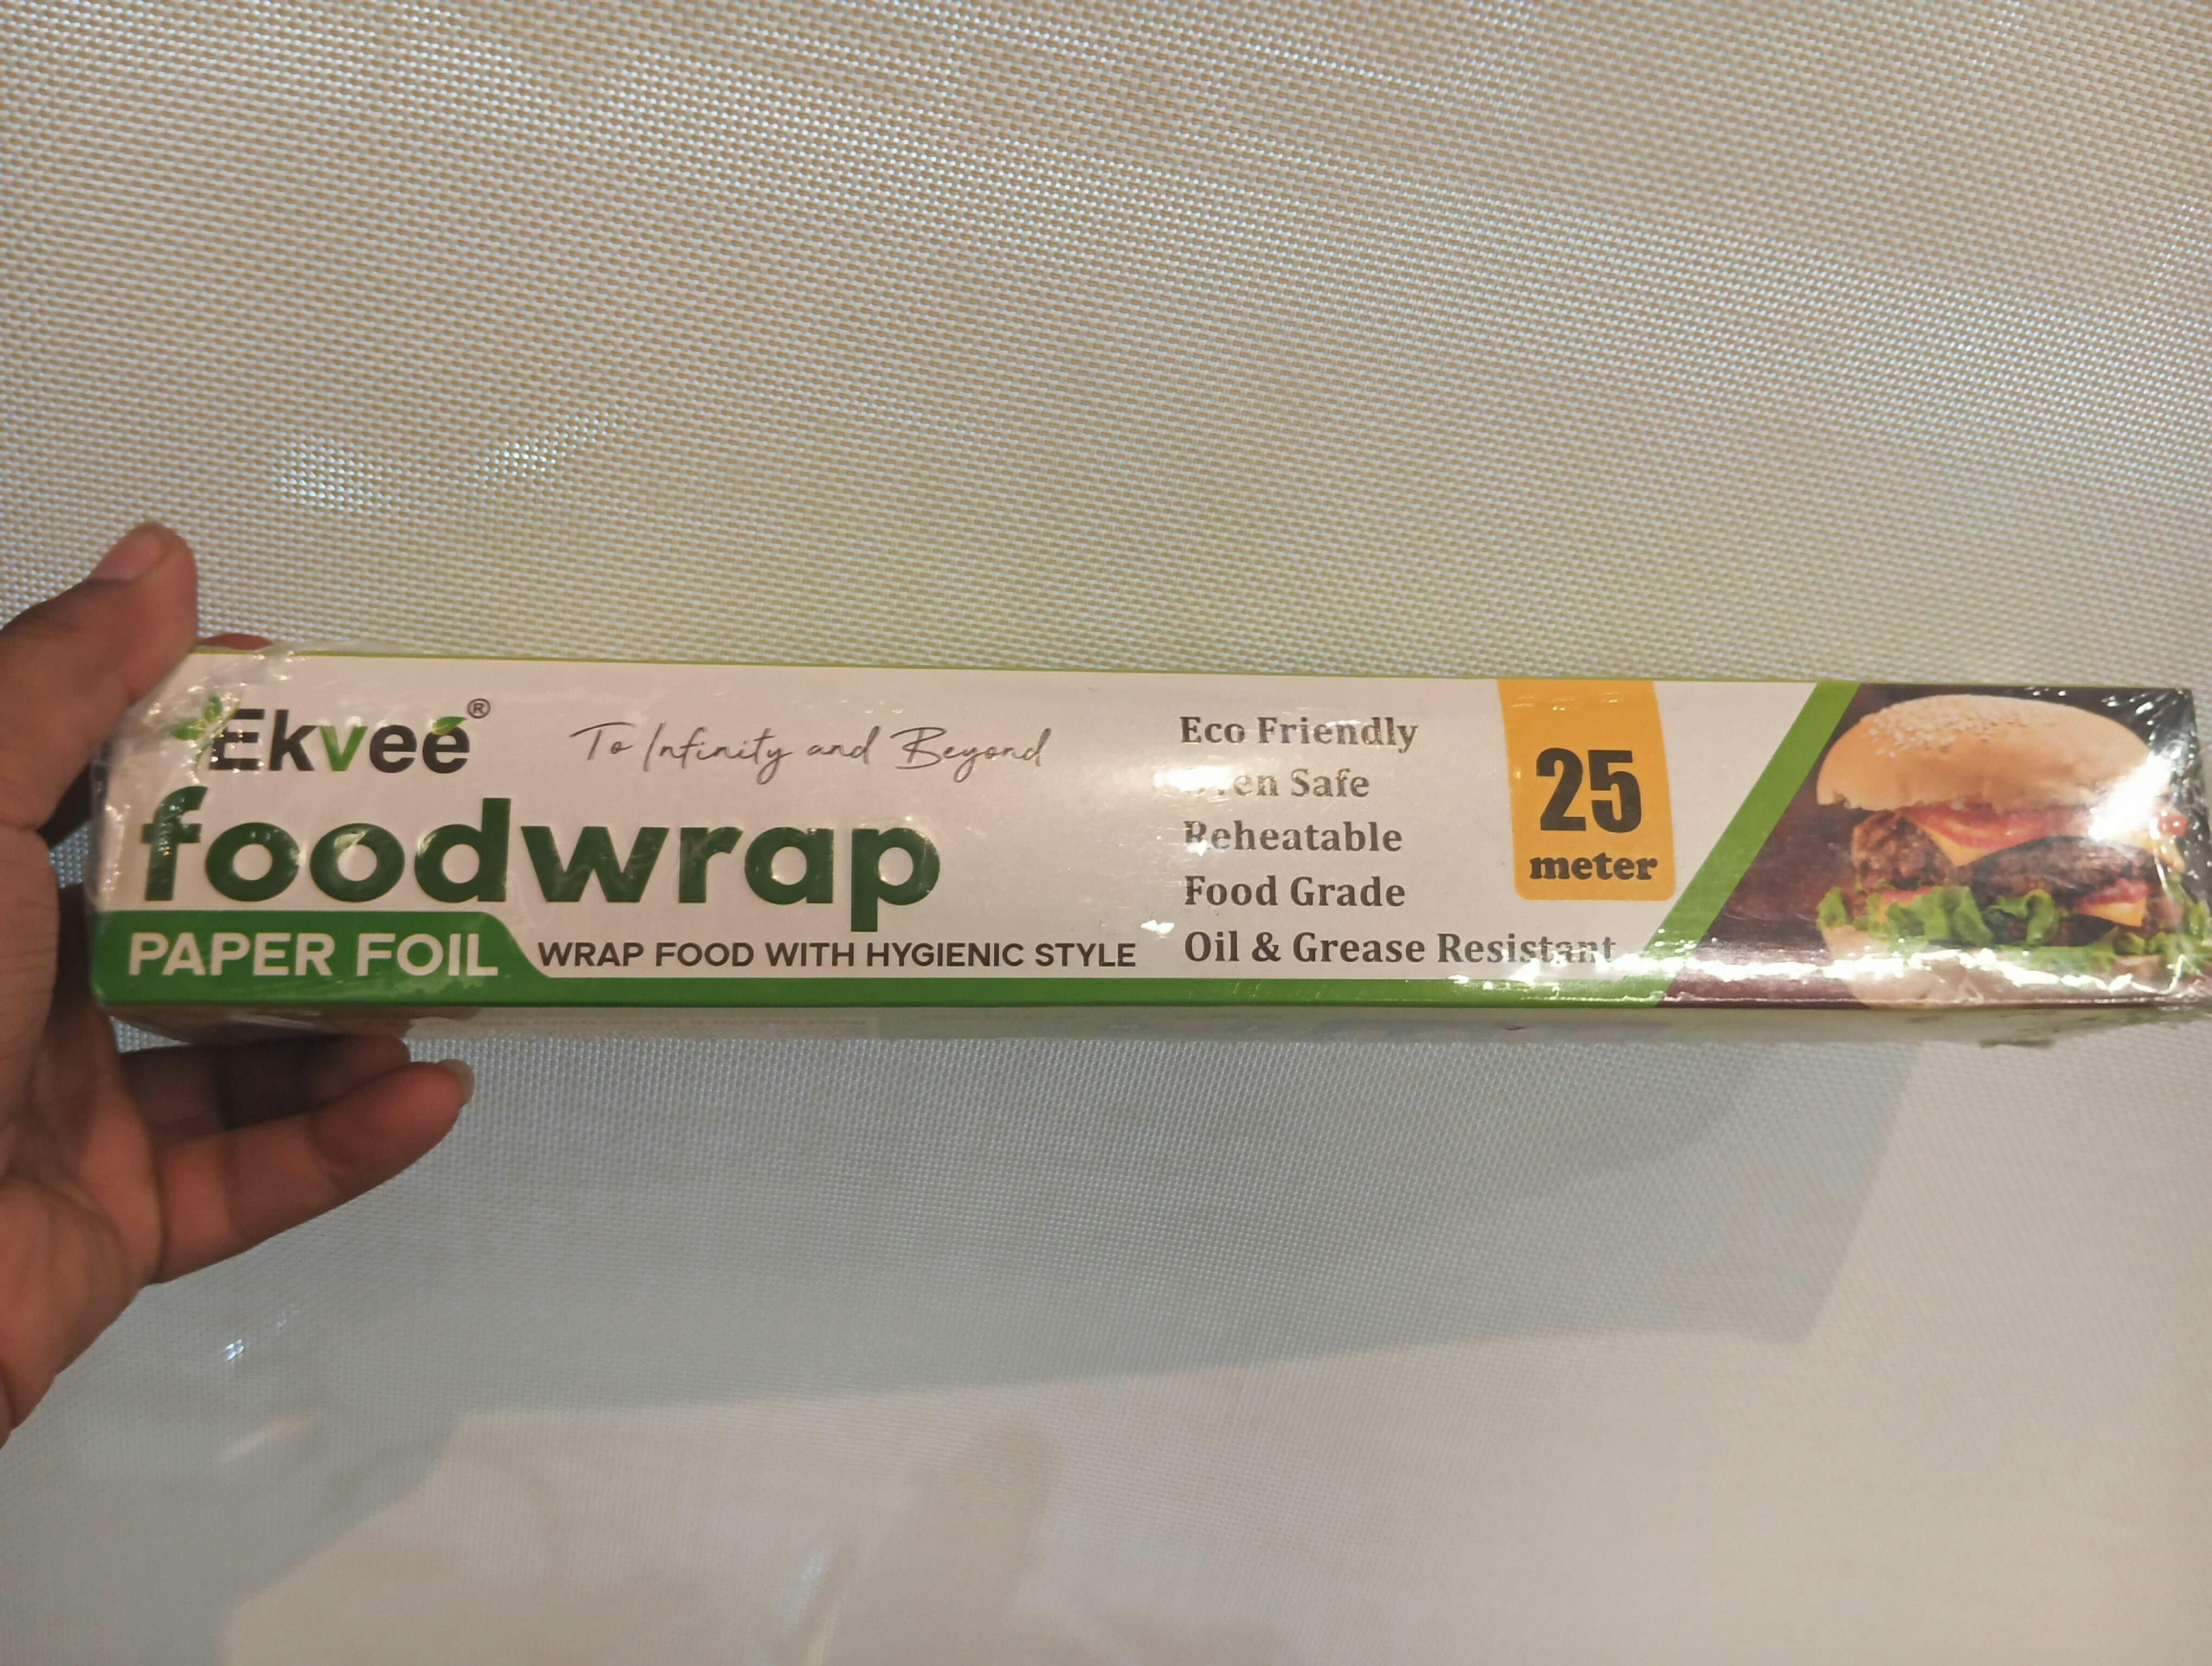 Ekvee®
To Infinity and Beyond
foodwrap
PAPER FOIL
WRAP FOOD WITH HYGIENIC STYLE
Eco Friendly
Safe
Reheatable
Food Grade
Oil & Grease Resistant
25
meter